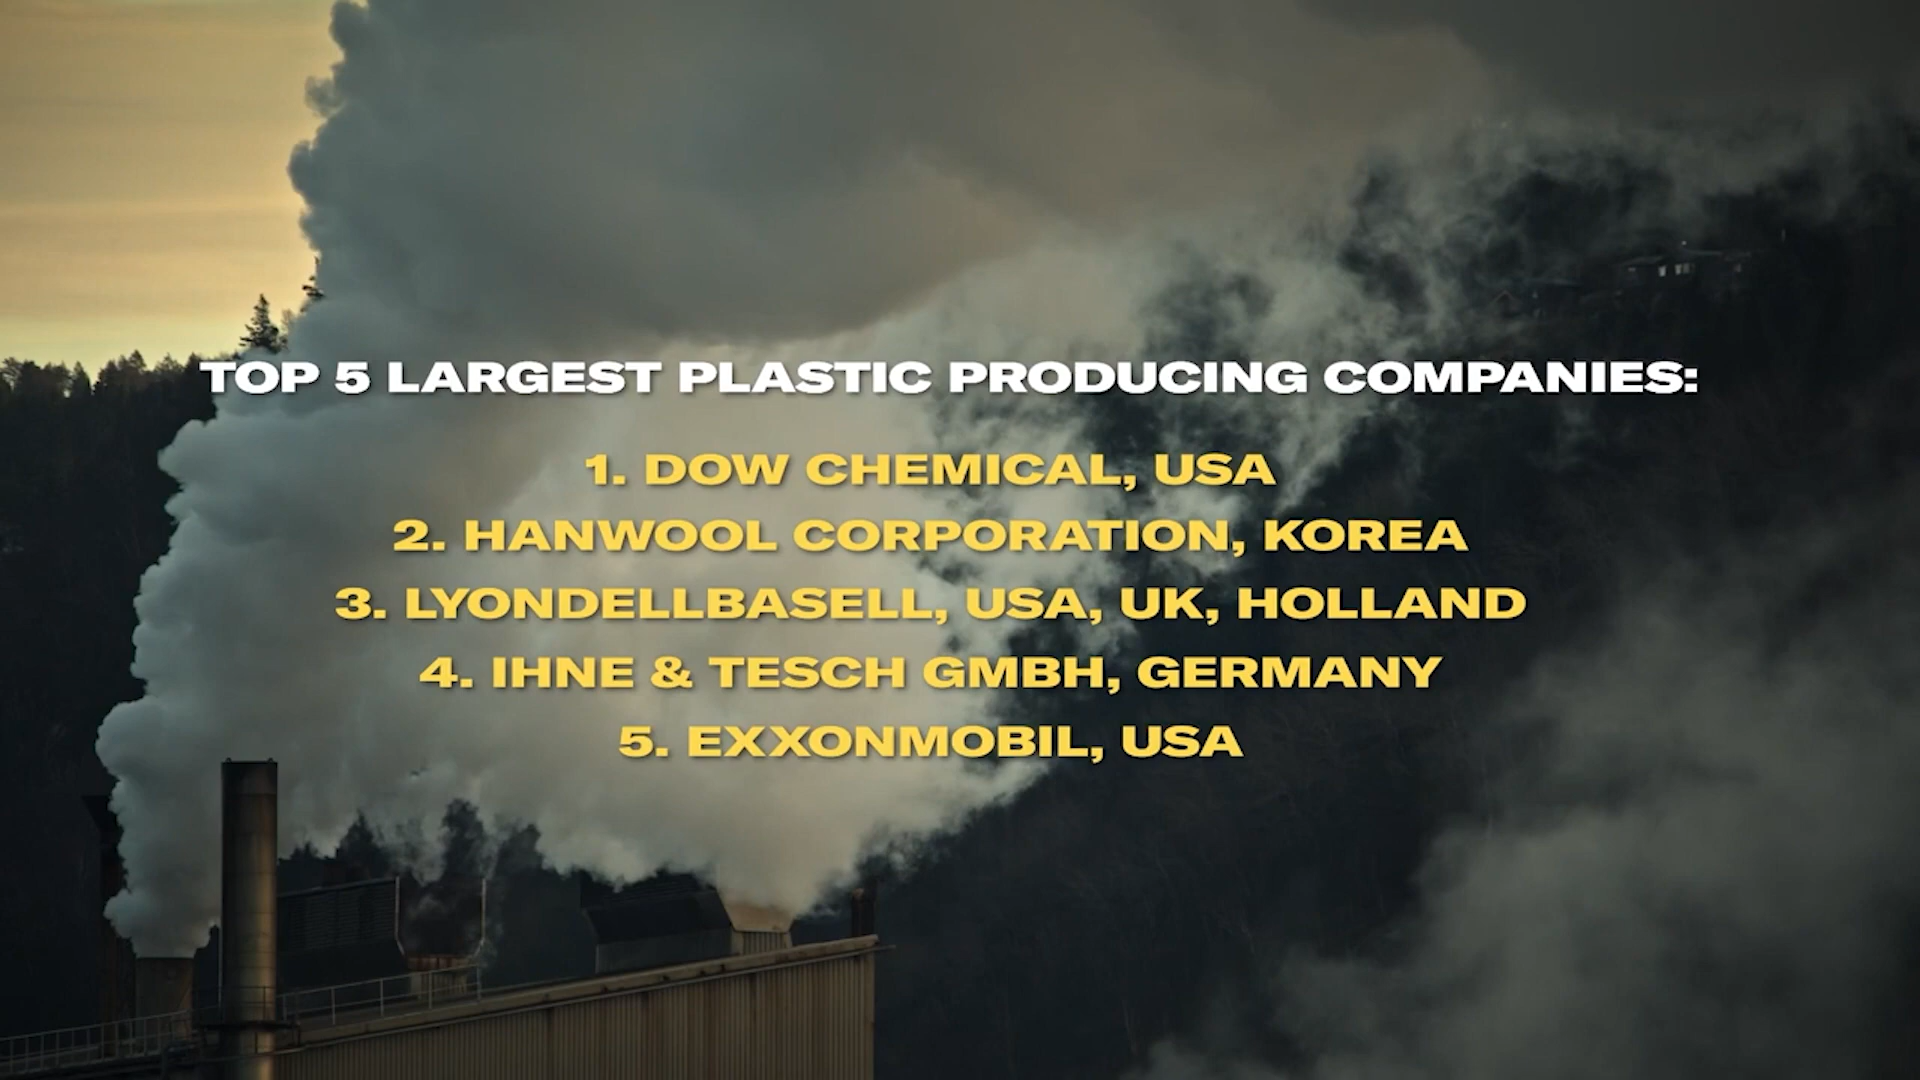 TOP 5 LARGEST PLASTIC PRODUCING COMPANIES:
1. DOW CHEMICAL, USA
2. HANWOOL CORPORATION, KOREA
3. LYONDELLBASELL, USA, UK, HOLLAND
4. IHNE & TESCH GMBH, GERMANY
5. EXXONMOBIL, USA